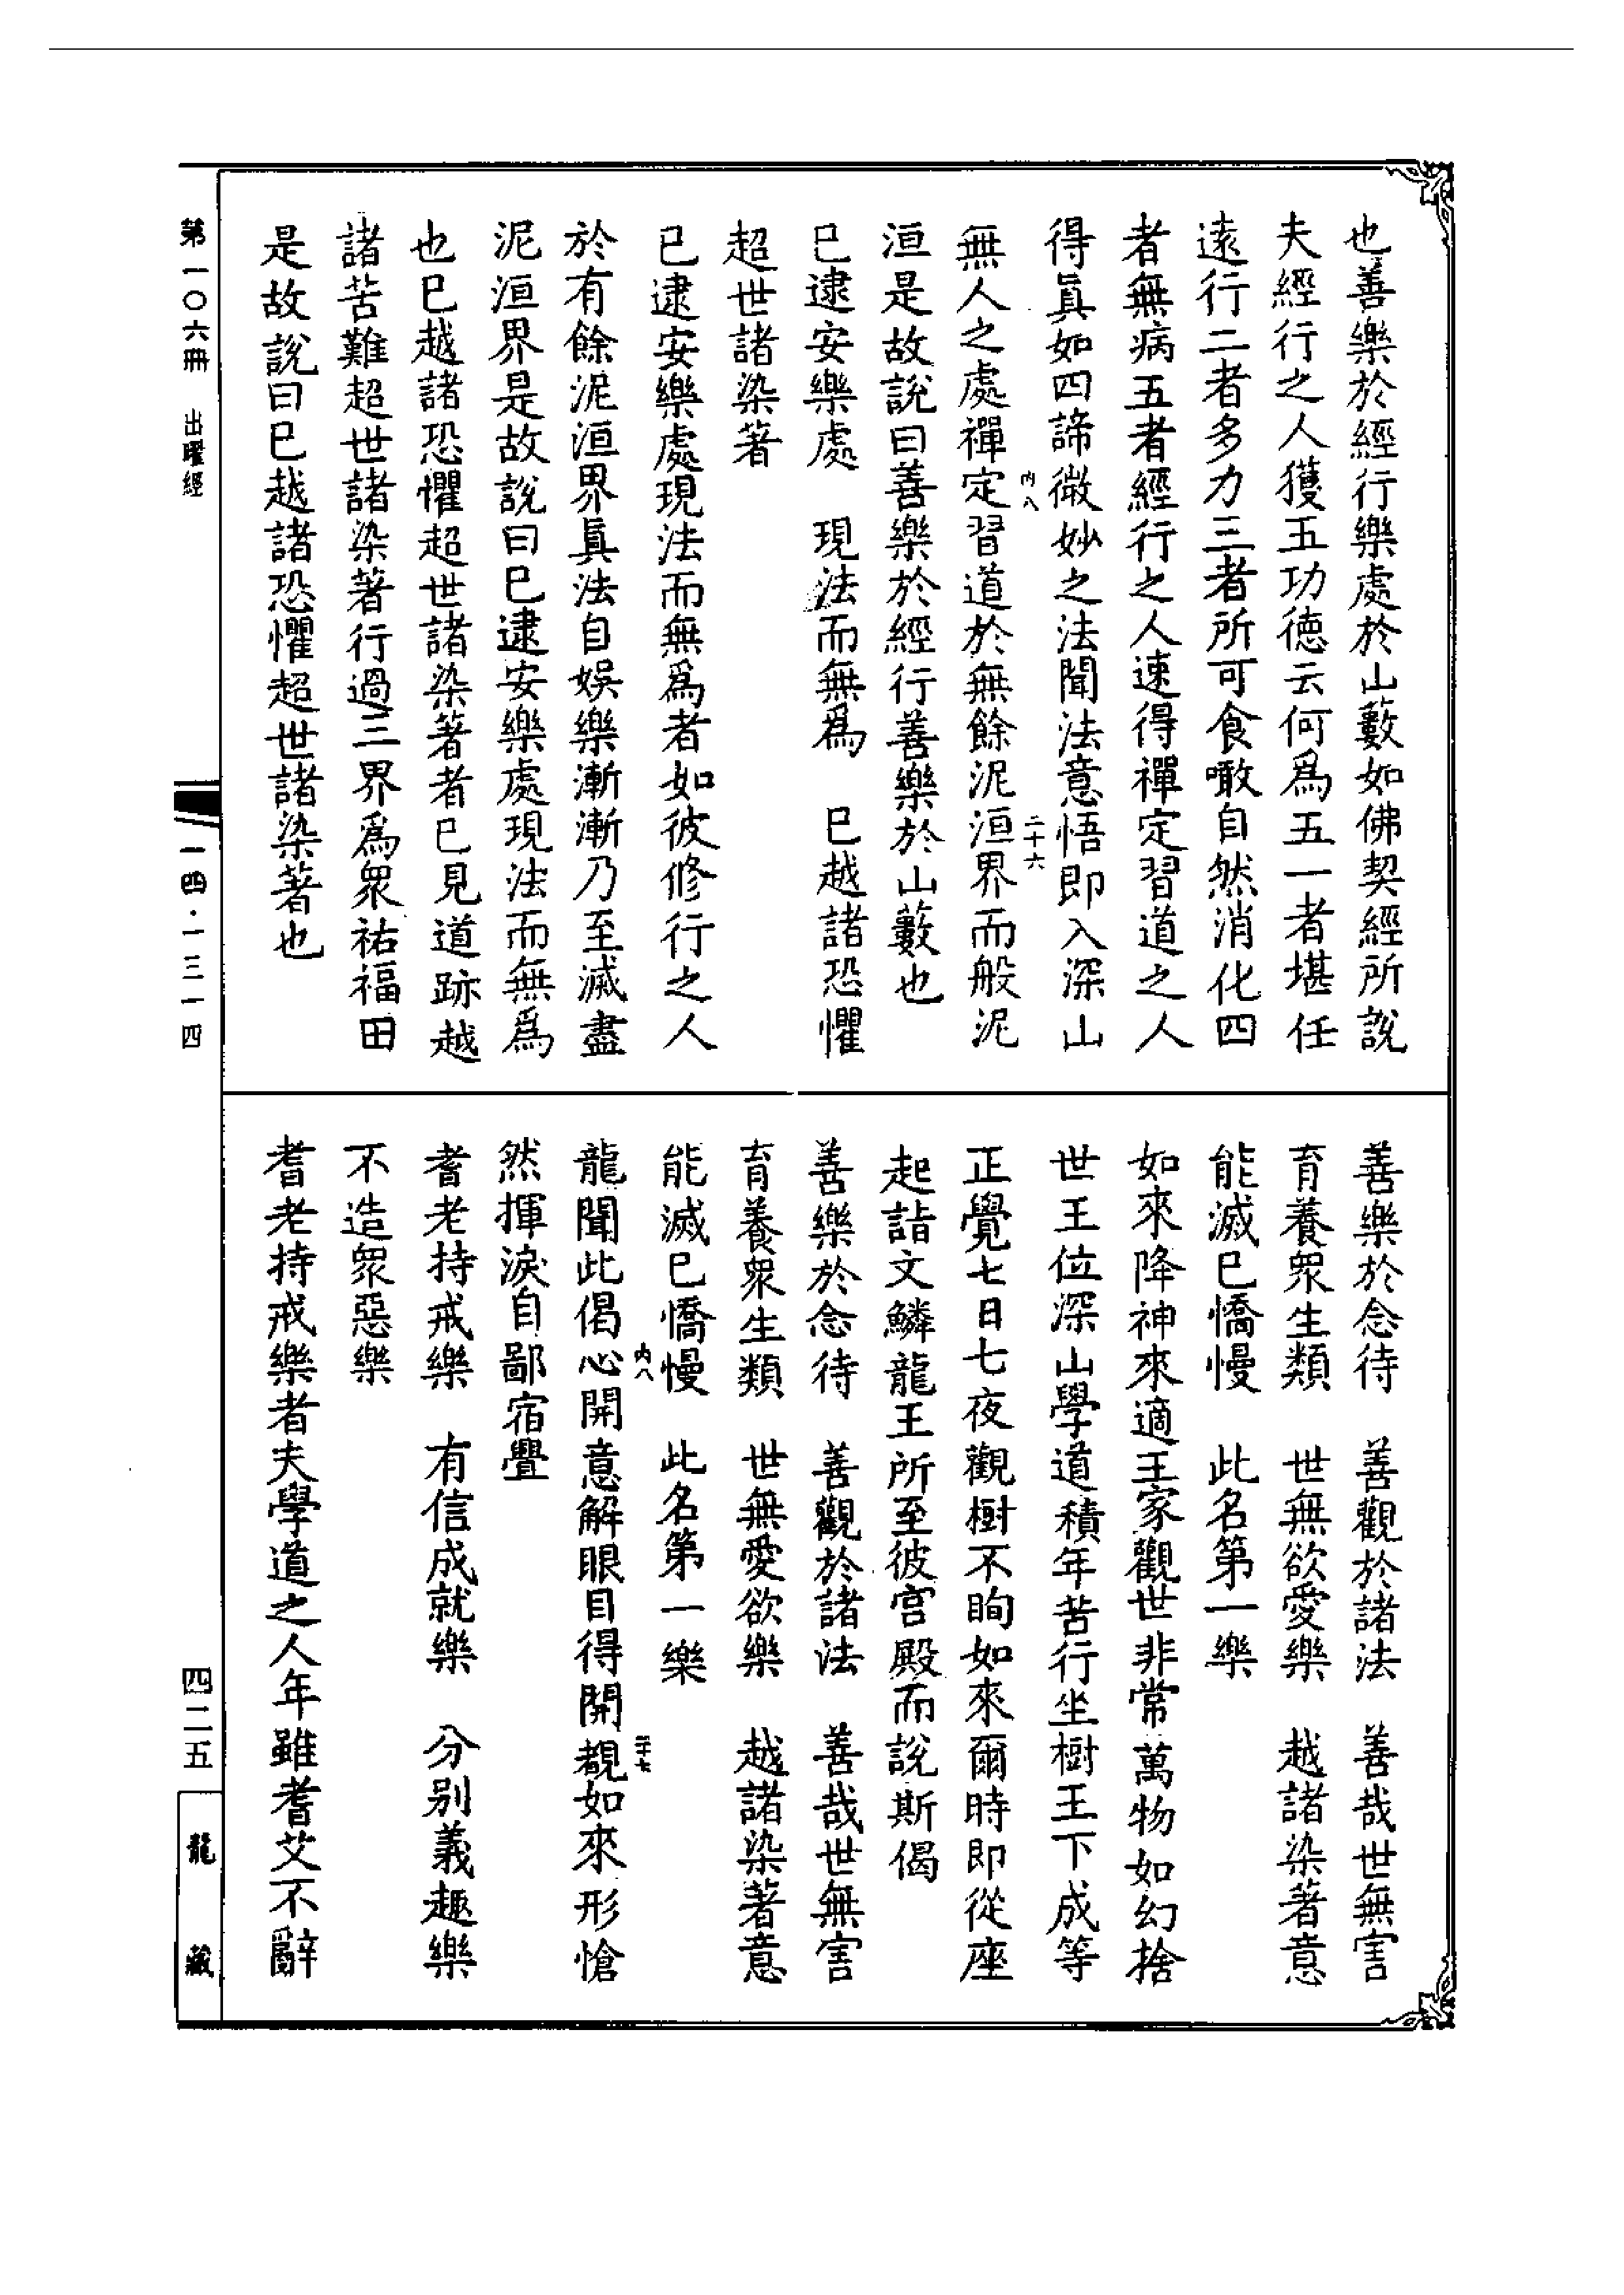 也善樂於經行樂處於山藪如佛契經所說
夫經行之人獲五功德云何爲五一者堪任
遠行二者多力三者所可食噉自然消化四
者無病五者經行之人速得禪定習道之人
得眞如四諦微妙之法聞法意悟即入深山
内八
二十六
無人之處禪定習道於無餘泥洹界而般泥
洹是故說曰善樂於經行善樂於山藪也
已逮安樂處　現法而無爲　已越諸恐懼
超世諸染著
已逮安樂處現法而無爲者如彼修行之人
於有餘泥洹界眞法自娛樂漸漸乃至滅盡
泥洹界是故說曰已逮安樂處現法而無爲
也已越諸恐懼超世諸染著者已見道跡越
諸苦難超世諸染著行過三界爲眾祐福田
是故說曰已越諸恐懼超世諸染著也
善樂於念待　善觀於諸法　善哉世無害
育養眾生類　世無欲愛樂　越諸染著意
能滅已憍慢　此名第一樂
如來降神來適王家觀世非常萬物如幻捨
世王位深山學道積年苦行坐樹王下成等
正覺七日七夜觀樹不眴如來爾時即從座
起詣文鱗龍王所至彼宮殿而說斯偈
善樂於念待　善觀於諸法　善哉世無害
育養眾生類　世無愛欲樂　越諸染著意
能滅已憍慢　此名第一樂
内八
二十七
龍聞此偈心開意解眼目得開覩如來形愴
然揮淚自鄙宿舋
耆老持戒樂　有信成就樂　分別義趣樂
不造眾惡樂
耆老持戒樂者夫學道之人年雖耆艾不辭
第一〇六冊　出曜經
一四·一三一四
四二五
龍藏